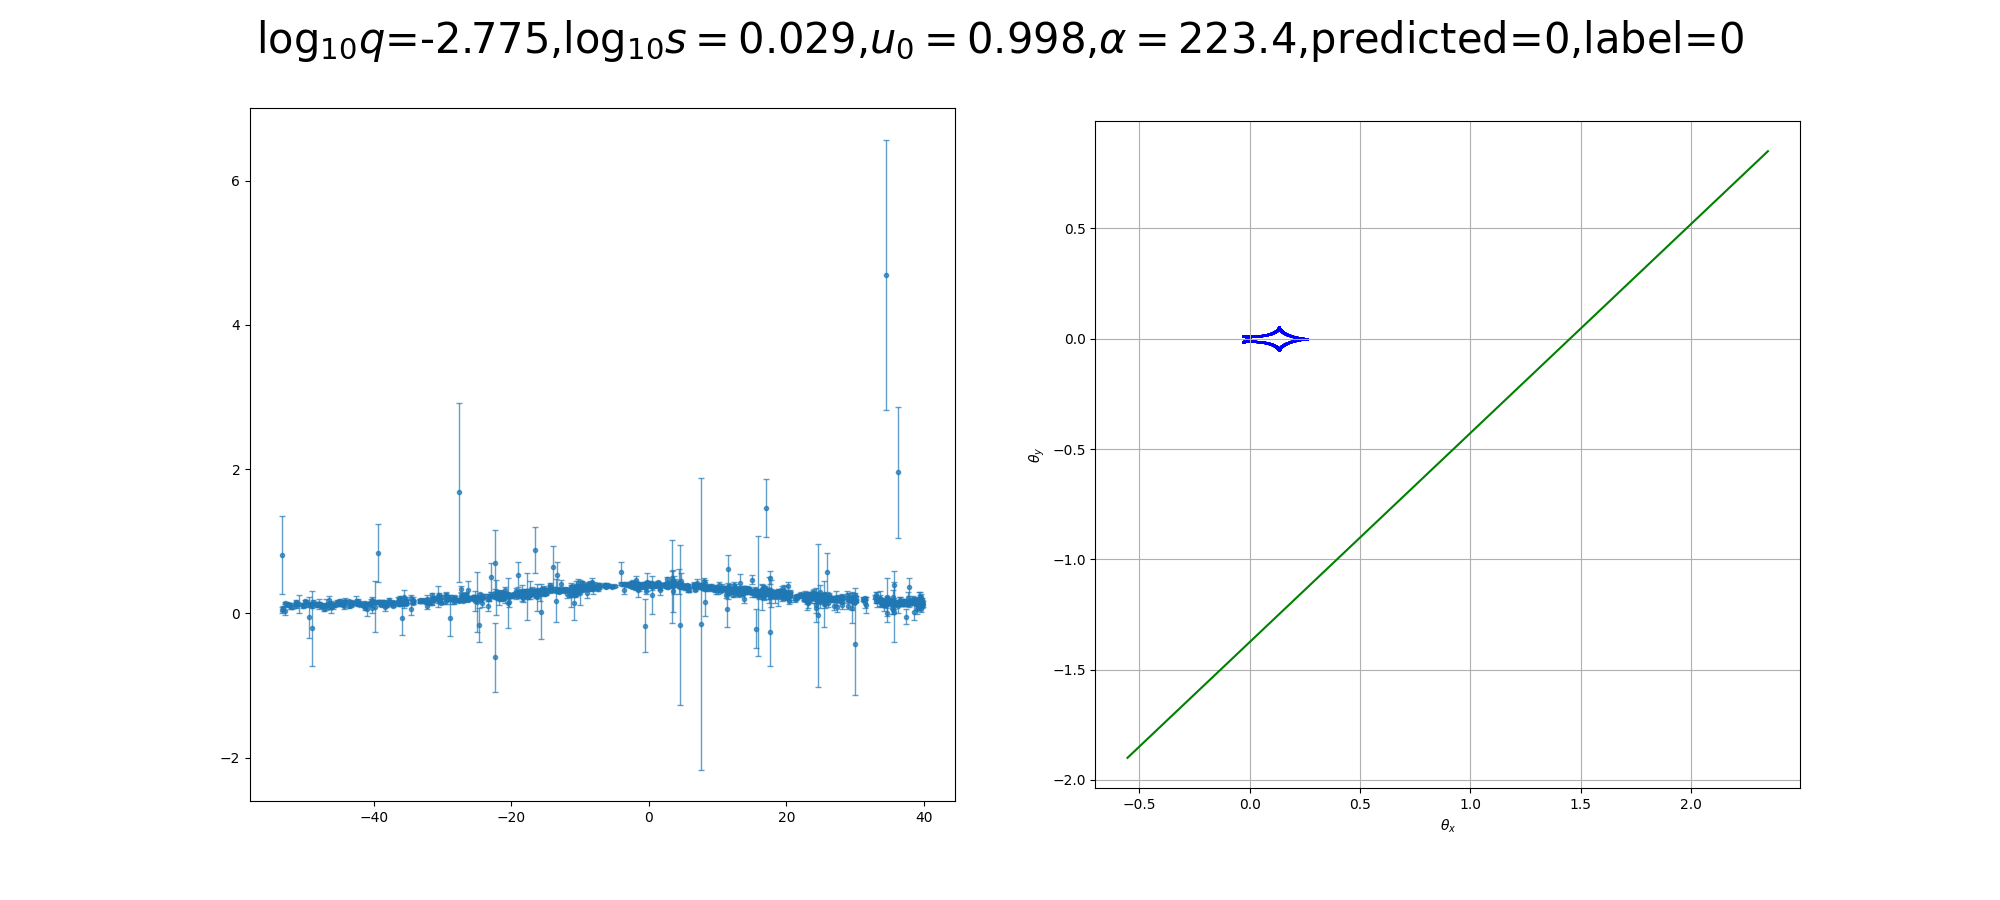 log₁₀q=-2.775,log₁₀s = 0.029,u₀ = 0.998,α = 223.4,predicted=0,label=0
6
4
2
0
−2
−40 −20 0 20 40
0.5
0.0
−0.5
−1.0
−1.5
−2.0
θy
−0.5 0.0 0.5 1.0 1.5 2.0
θx